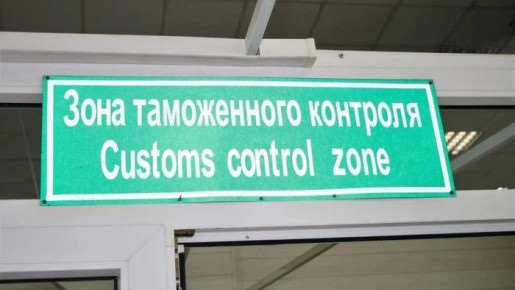 Зона таможенного контроля
Customs control zone